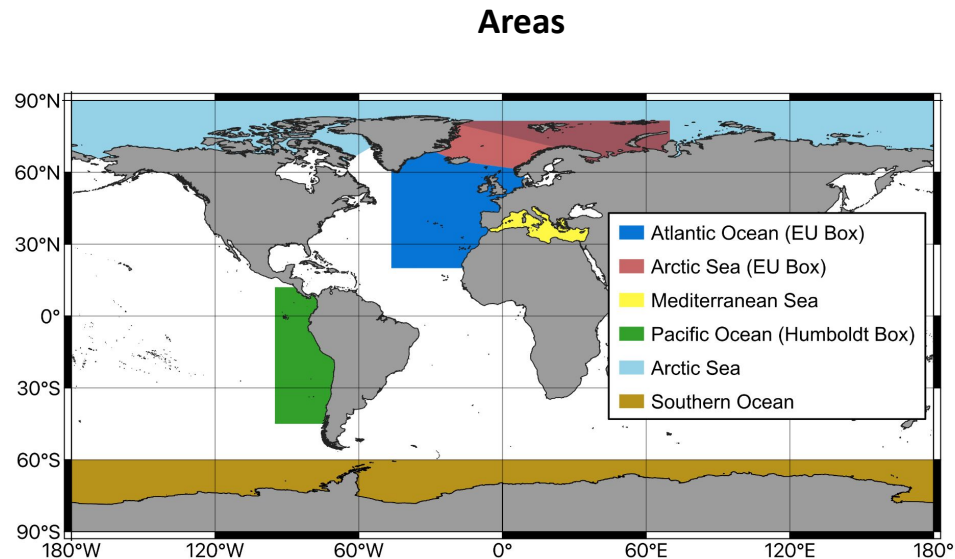 Areas
90°N
60°N
30°N
0°
30°S
60°S
90°S
Atlantic Ocean (EU Box)
Arctic Sea (EU Box)
Mediterranean Sea
Pacific Ocean (Humboldt Box)
Arctic Sea
Southern Ocean
180°W 120°W 60°W 0° 60°E 120°E 180°